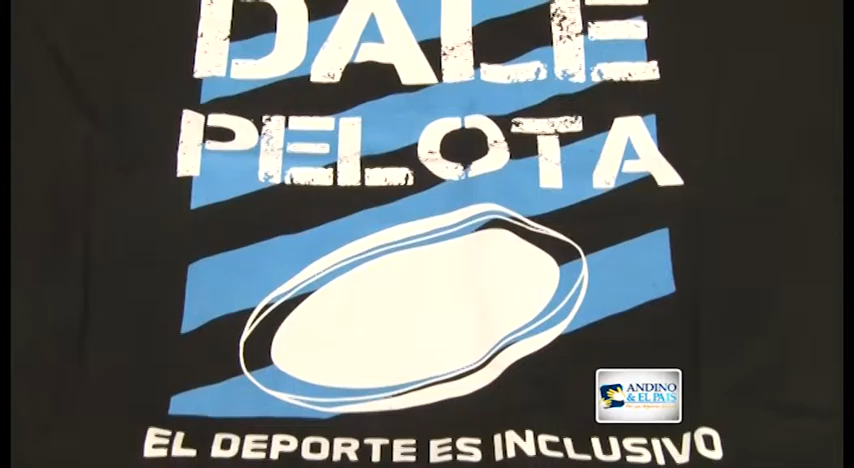 DALE
PELOTA
ANDINO
& EL PAIS
EL DEPORTE ES INCLUSIVO